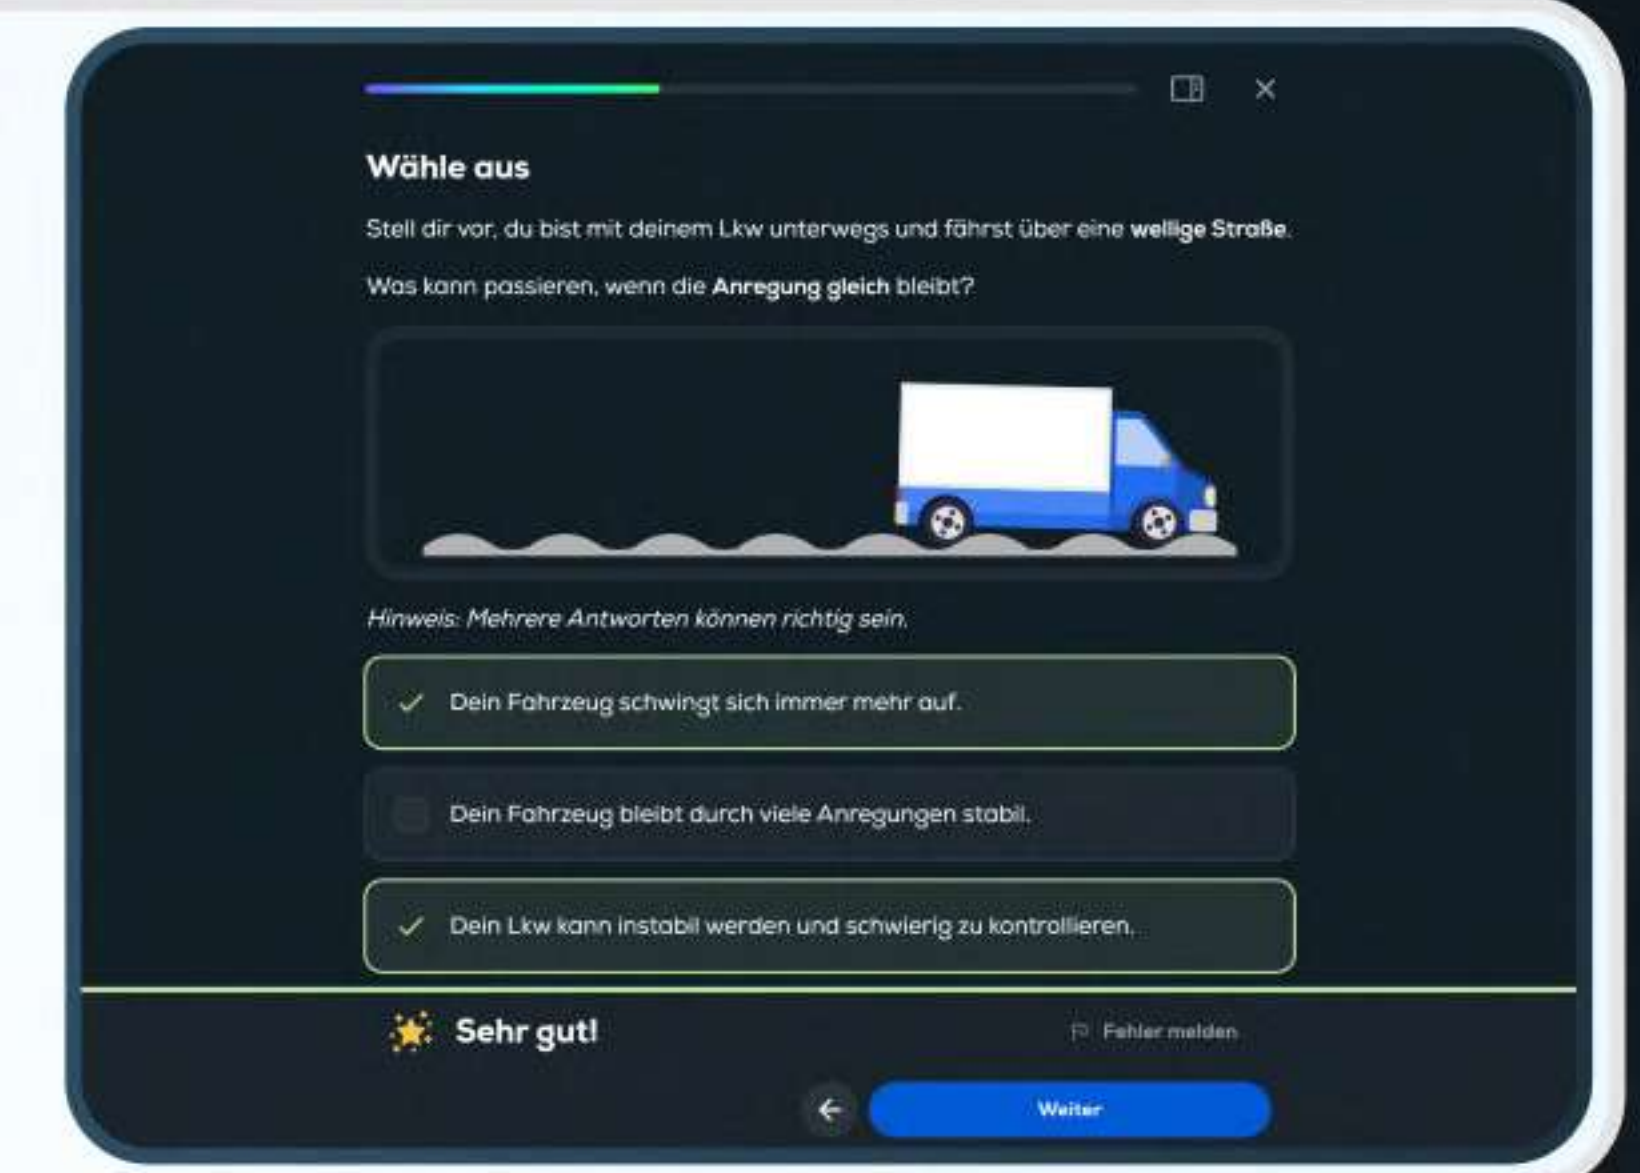 Wähle aus
Stell dir vor, du bist mit deinem Lkw unterwegs und fährst über eine wellige Straße.
Was kann passieren, wenn die Anregung gleich bleibt?
Hinweis: Mehrere Antworten können richtig sein.
Dein Fahrzeug schwingt sich immer mehr auf.
Dein Fahrzeug bleibt durch viele Anregungen stabil.
Dein Lkw kann instabil werden und schwierig zu kontrollieren.
Sehr gut!
Fehler melden
Weiter